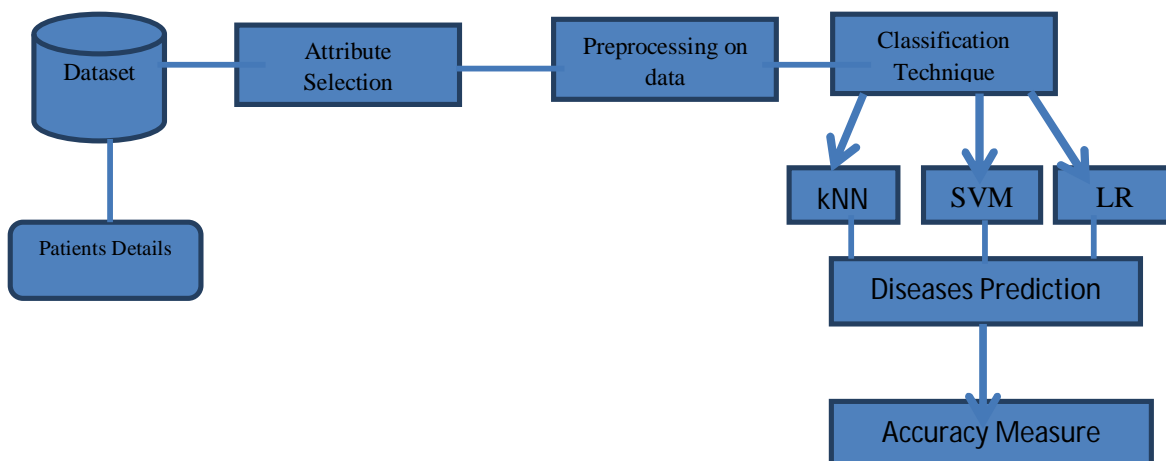 Dataset
Attribute
Selection
Preprocessing on
data
Classification
Technique
kNN
SVM
LR
Patients Details
Diseases Prediction
Accuracy Measure